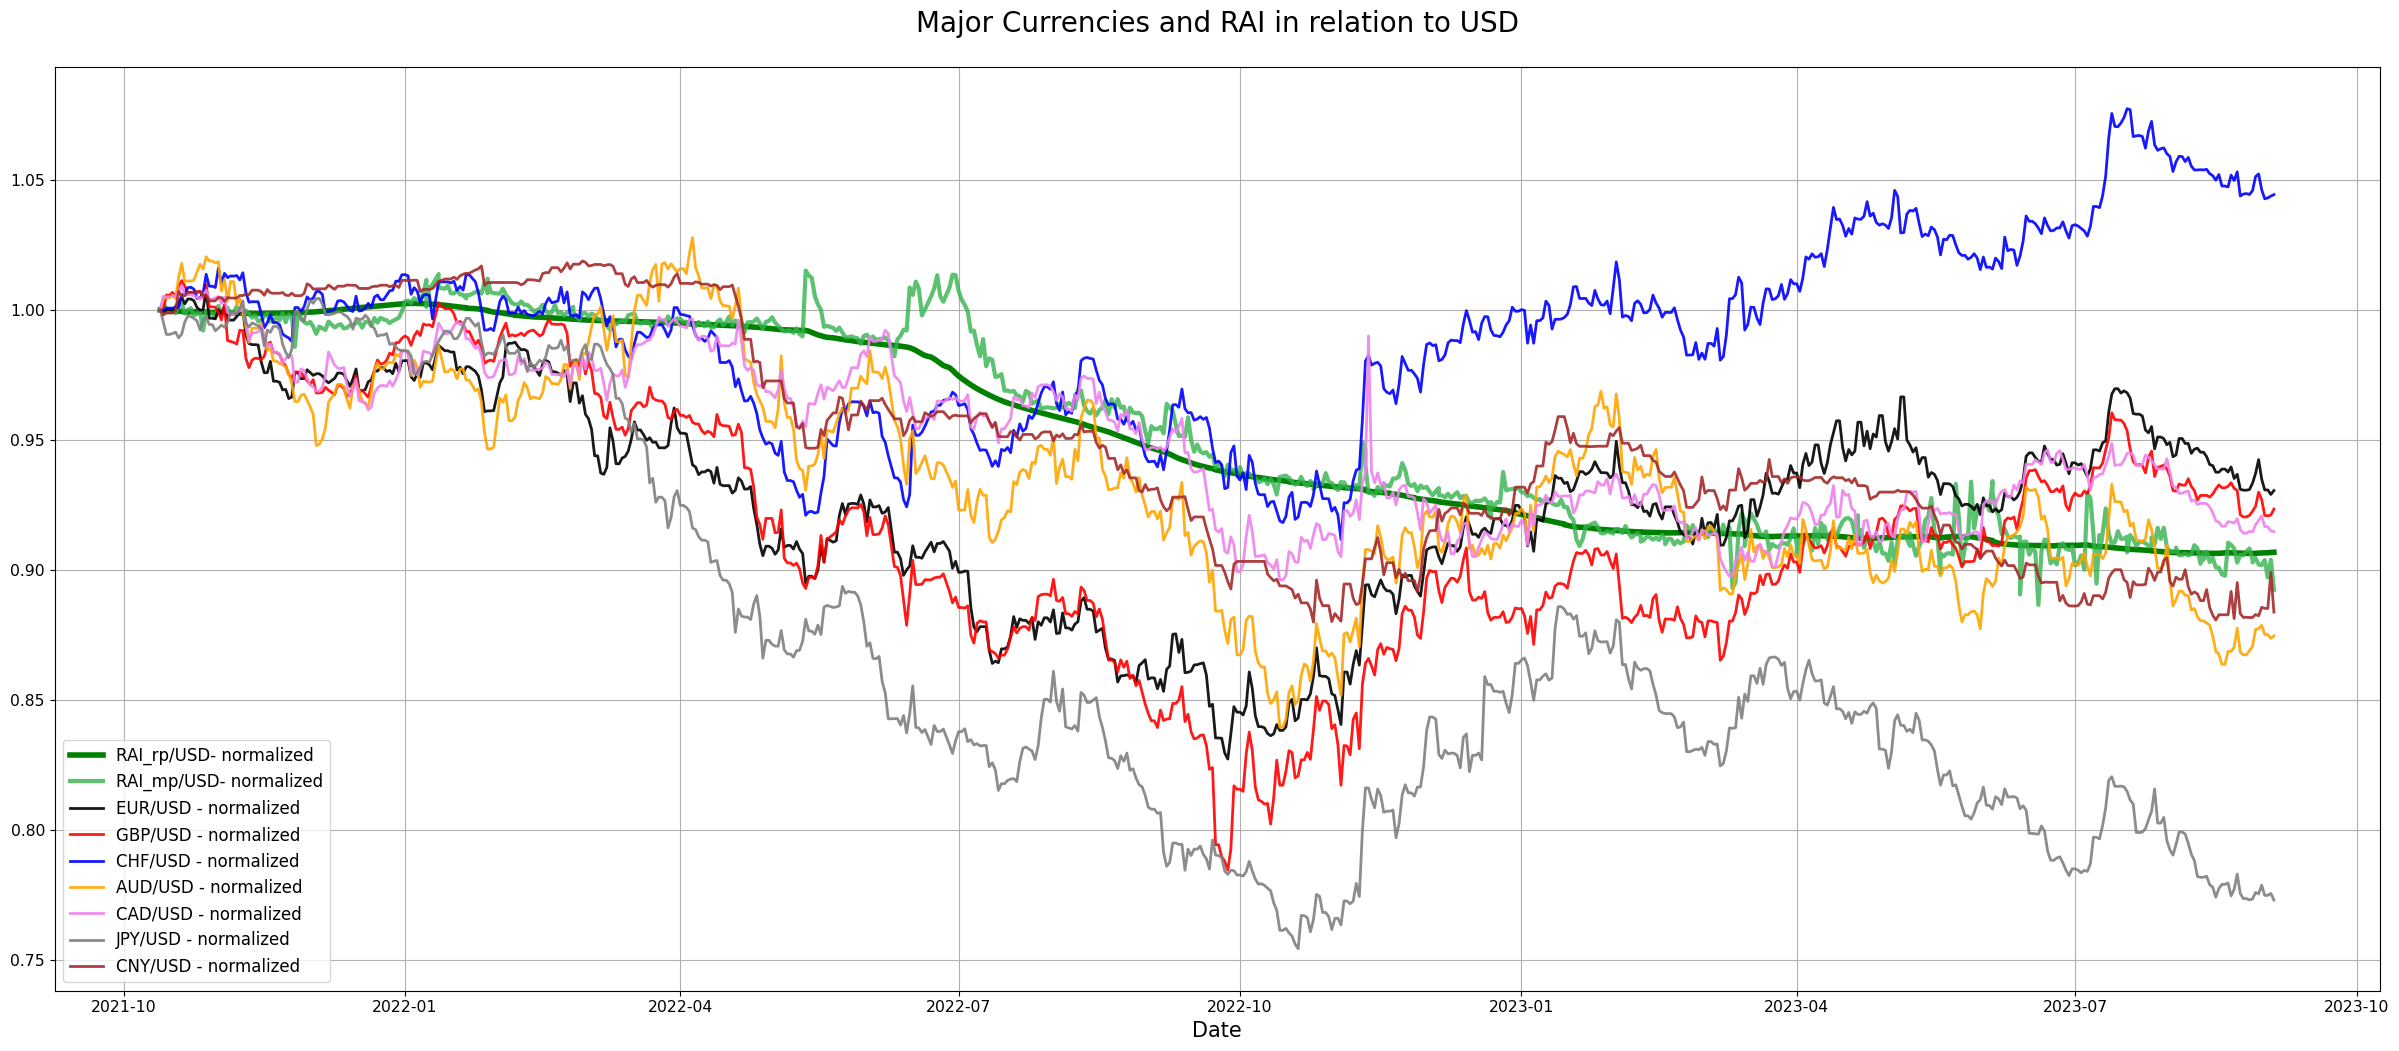 Major Currencies and RAI in relation to USD
1.05
1.00
0.95
0.90
0.85
0.80
0.75
RAI_rp/USD- normalized
RAI_mp/USD- normalized
EUR/USD - normalized
GBP/USD - normalized
CHF/USD - normalized
AUD/USD - normalized
CAD/USD - normalized
JPY/USD - normalized
CNY/USD - normalized
2021-10
2022-01
2022-04
2022-07
2022-10
2023-01
2023-04
2023-07
2023-10
Date